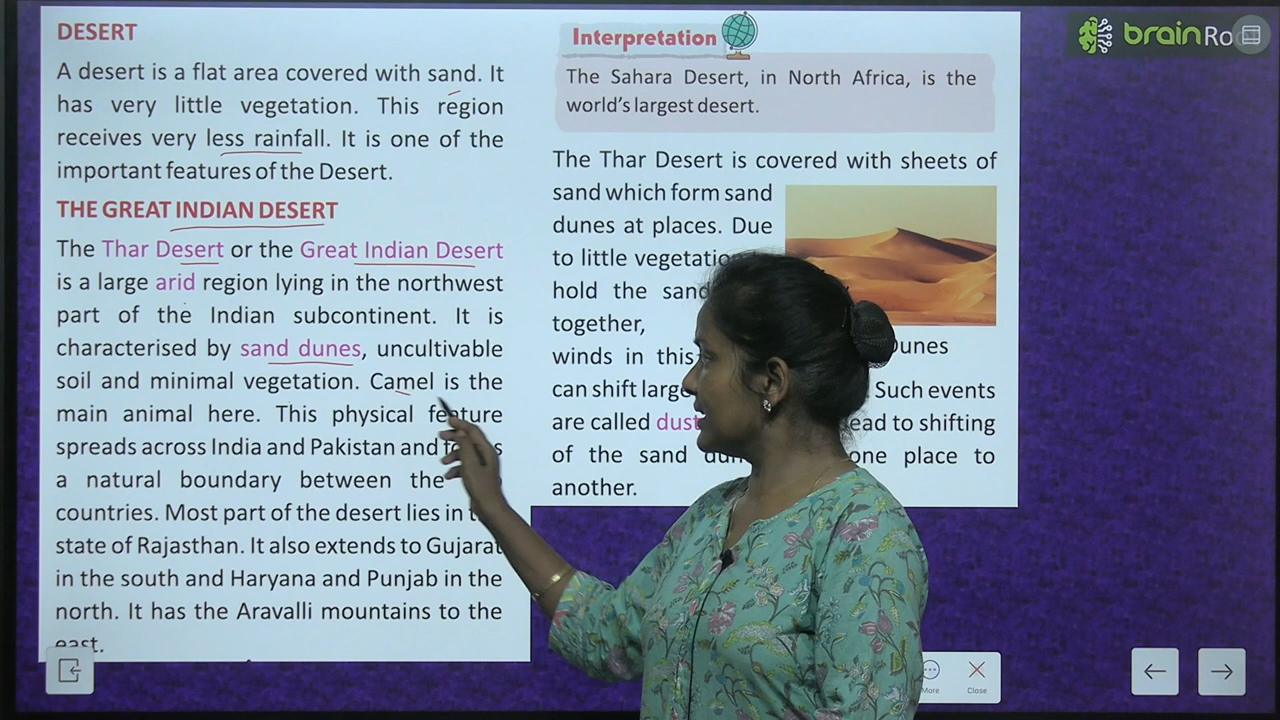 DESERT
A desert is a flat area covered with sand. It
has very little vegetation. This region
receives very less rainfall. It is one of the
important features of the Desert.
THE GREAT INDIAN DESERT
The Thar Desert or the Great Indian Desert
is a large arid region lying in the northwest
part of the Indian subcontinent. It is
characterised by sand dunes, uncultivable
soil and minimal vegetation. Camel is the
main animal here. This physical feature
spreads across India and Pakistan and
a natural boundary between the
countries. Most part of the desert lies in
state of Rajasthan. It also extends to Gujarat
in the south and Haryana and Punjab in the
north. It has the Aravalli mountains to the
east.
Interpretation
The Sahara Desert, in North Africa, is the
world's largest desert.
The Thar Desert is covered with sheets of
sand which form sand
dunes at places. Due
to little vegetation
hold the sand
together,
winds in this
Dunes
can shift large Such events
are called dust lead to shifting
of the sand one place to
another.
brain
More
Close